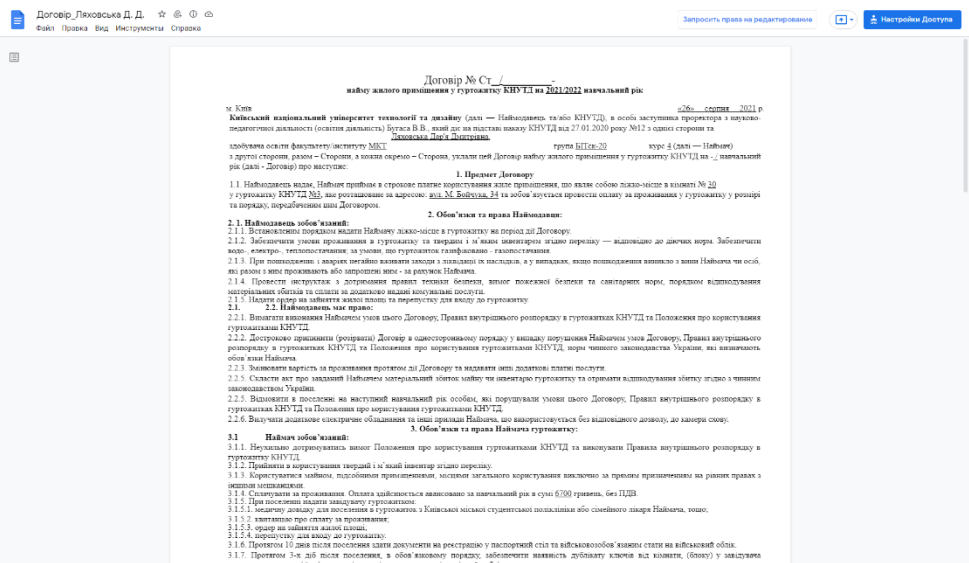 Договір_Ляховська Д. Д.
Файл Правка Вид Инструменты Справка
Запросить права на редактирование
Настройки Доступа
Договір № Ст__/_________-
найму жилого приміщення у гуртожитку КНУТД на 2021/2022 навчальний рік
м. Київ «26» серпня 2021 р.
Київський національний університет технології та дизайну (далі — Наймодавець та/або КНУТД), в особі заступника проректора з науково-
педагогічної діяльності (освітня діяльність) Бугаса В.В., який діє на підставі наказу КНУТД від 27.01.2020 року №12 з однієї сторони та
Ляховська Дар'я Дмитрівна,
здобувача освіти факультету/інституту МКТ група БІТск-20 курс 4 (далі — Наймач)
з другої сторони, разом – Сторони, а кожна окремо – Сторона, уклали цей Договір найму жилого приміщення у гуртожитку КНУТД на -_/ навчальний
рік (далі - Договір) про наступне:
1. Предмет Договору
1.1. Наймодавець надає, Наймач приймає в строкове платне користування жиле приміщення, що являє собою ліжко-місце в кімнаті № 30
у гуртожитку КНУТД №3, яке розташоване за адресою: вул. М. Бойчука, 34 та зобов'язується провести оплату за проживання у гуртожитку у розмірі
та порядку, передбаченим цим Договором.
2. Обов'язки та права Наймодавця:
2. 1. Наймодавець зобов'язаний:
2.1.1. Встановленим порядком надати Наймачу ліжко-місце в гуртожитку на період дії Договору.
2.1.2. Забезпечити умови проживання в гуртожитку та твердим і м'яким інвентарем згідно переліку — відповідно до діючих норм. Забезпечити
водо-, електро-, теплопостачання; за умови, що гуртожиток газифіковано - газопостачання.
2.1.3. При пошкодженні і аваріях негайно вживати заходи з ліквідації їх наслідків, а у випадках, якщо пошкодження виникло з вини Наймача чи осіб,
які разом з ним проживають або запрошені ним - за рахунок Наймача.
2.1.4. Провести інструктаж з дотримання правил техніки безпеки, вимог пожежної безпеки та санітарних норм, порядком відшкодування
матеріальних збитків та сплати за додатково надані комунальні послуги.
2.1.5. Надати ордер на зайняття жилої площі та перепустку для входу до гуртожитку.
2.1. 2.2. Наймодавець має право:
2.2.1. Вимагати виконання Наймачем умов цього Договору, Правил внутрішнього розпорядку в гуртожитках КНУТД та Положення про користування
гуртожитками КНУТД.
2.2.2. Достроково припинити (розірвати) Договір в односторонньому порядку у випадку порушення Наймачем умов Договору, Правил внутрішнього
розпорядку в гуртожитках КНУТД та Положення про користування гуртожитками КНУТД, норм чинного законодавства України, які визначають
обов'язки Наймача.
2.2.3. Змінювати вартість за проживання протягом дії Договору та надавати інші додаткові платні послуги.
2.2.5. Скласти акт про завданий Наймачем матеріальний збиток майну чи інвентарю гуртожитку та отримати відшкодування збитку згідно з чинним
законодавством України.
2.2.5. Відмовити в поселенні на наступний навчальний рік особам, які порушували умови цього Договору, Правил внутрішнього розпорядку в
гуртожитках КНУТД та Положення про користування гуртожитками КНУТД.
2.2.6. Вилучати додаткове електричне обладнання та інші прилади Наймача, що використовується без відповідного дозволу, до камери схову.
3. Обов'язки та права Наймача гуртожитку:
3.1 Наймач зобов'язаний:
3.1.1. Неухильно дотримуватись вимог Положення про користування гуртожитками КНУТД та виконувати Правила внутрішнього розпорядку в
гуртожитку КНУТД.
3.1.2. Прийняти в користування твердий і м'який інвентар згідно переліку.
3.1.3. Користуватися майном, підсобними приміщеннями, місцями загального користування виключно за прямим призначенням на рівних правах з
іншими мешканцями.
3.1.4. Сплачувати за проживання. Оплата здійснюється авансовано за навчальний рік в сумі 6700 гривень, без ПДВ.
3.1.5. При поселенні надати завідувачу гуртожитком:
3.1.5.1. медичну довідку для поселення в гуртожиток з Київської міської студентської поліклініки або сімейного лікаря Наймача, тощо;
3.1.5.2. квитанцію про сплату за проживання;
3.1.5.3. ордер на зайняття жилої площі;
3.1.5.4. перепустку для входу до гуртожитку.
3.1.6. Протягом 10 днів після поселення здати документи на реєстрацію у паспортний стіл та військовозобов'язаним стати на військовий облік.
3.1.7. Протягом 3-х діб після поселення, в обов'язковому порядку, забезпечити наявність дублікату ключів від кімнати, (блоку) у завідувача